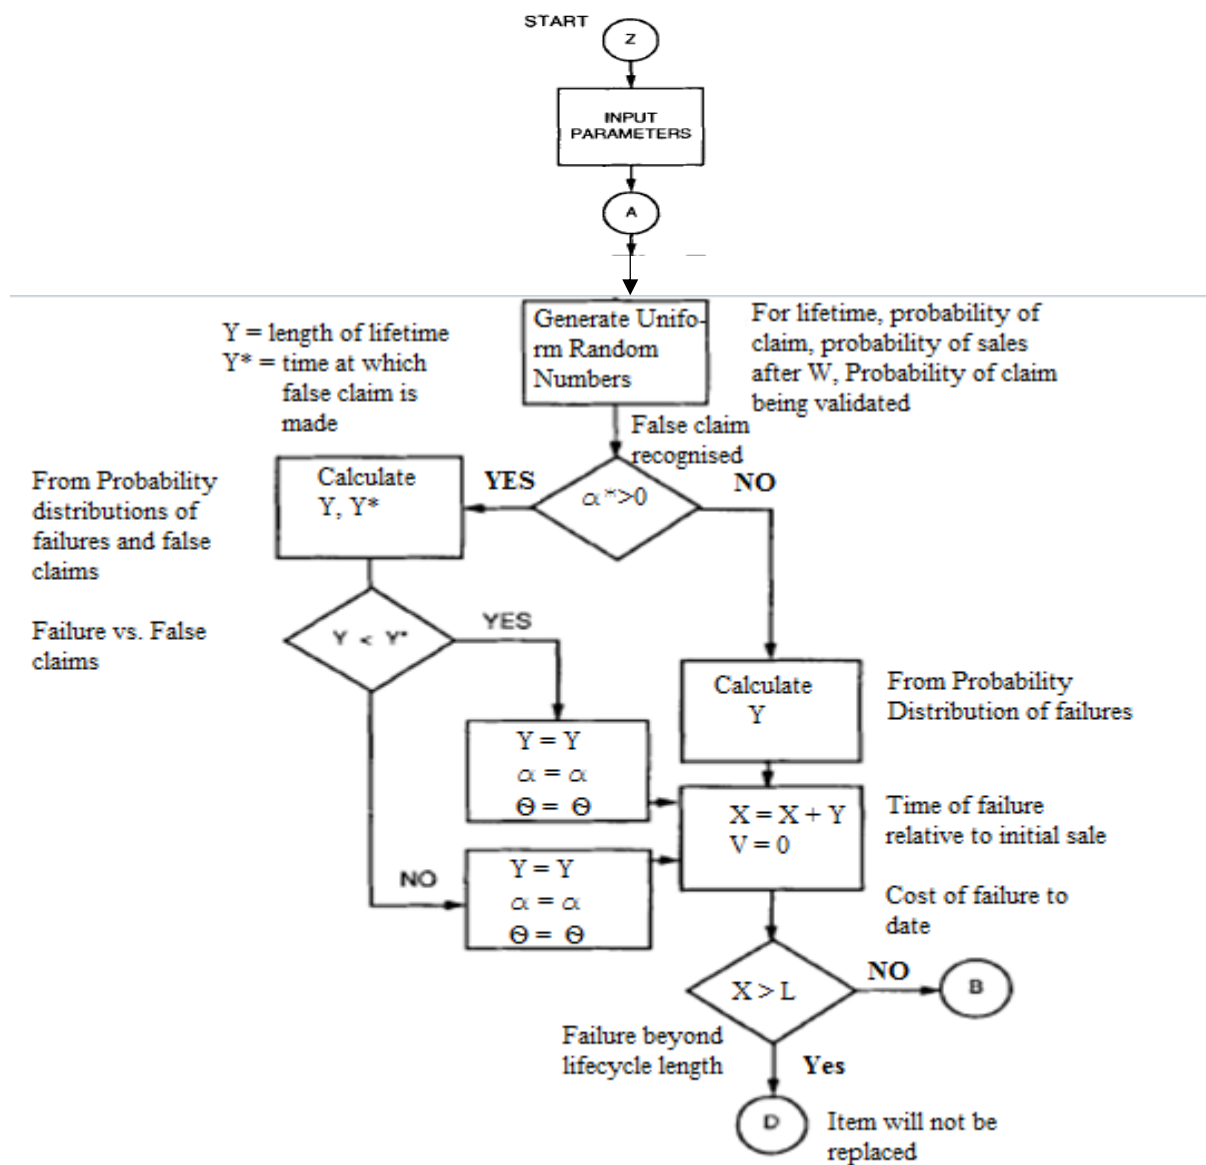 START
Z
INPUT
PARAMETERS
A
Generate Unifo-
rm Random
Numbers
For lifetime, probability of
claim, probability of sales
after W, Probability of claim
being validated
Y = length of lifetime
Y* = time at which
false claim is
made
False claim
recognised
α*>0
YES
NO
Calculate
Y, Y*
From Probability
distributions of
failures and false
claims
Failure vs. False
claims
Y < Y*
YES
NO
Calculate
Y
From Probability
Distribution of failures
Y = Y
α = α
Θ = Θ
X = X + Y
V = 0
Time of failure
relative to initial sale
Y = Y
α = α
Θ = Θ
Cost of failure to
date
X > L
NO
B
Failure beyond
lifecycle length
Yes
D
Item will not be
replaced